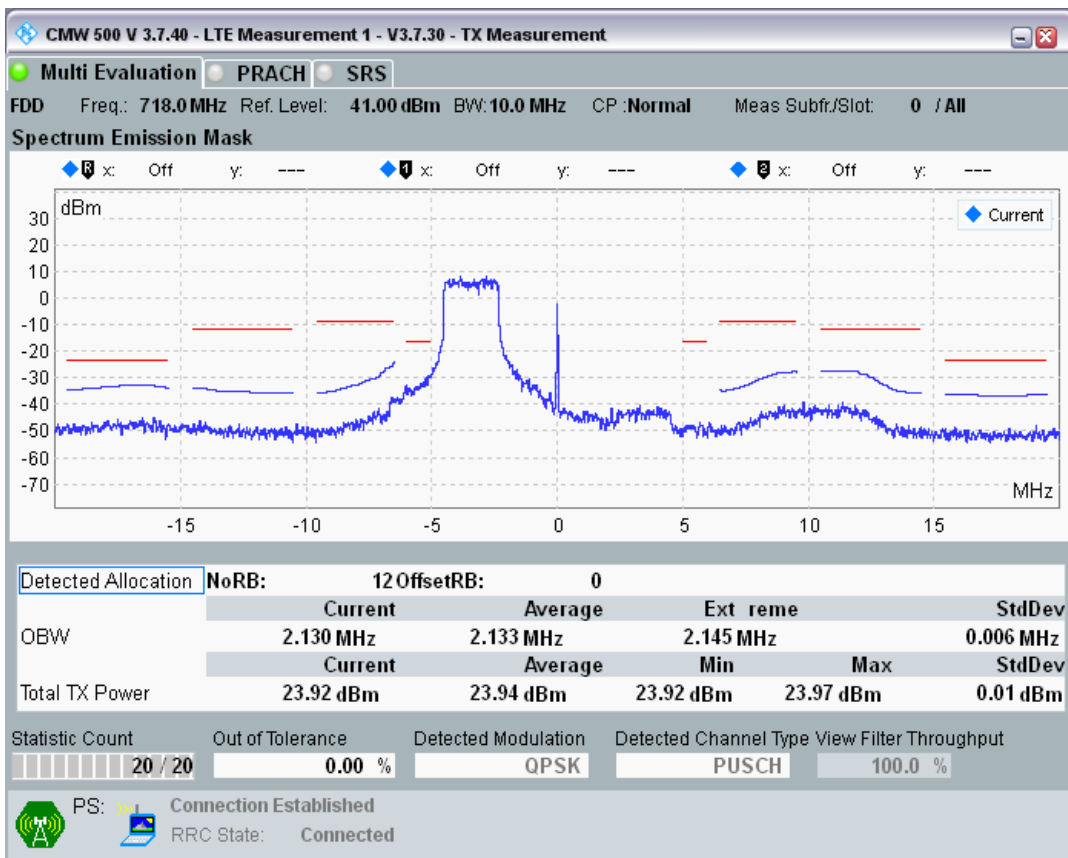 CMW 500 V 3.7.40 - LTE Measurement 1 - V3.7.30 - TX Measurement
Multi Evaluation PRACH SRS
FDD Freq.: 718.0 MHz Ref. Level: 41.00 dBm BW: 10.0 MHz CP :Normal Meas Subfr./Slot: 0 / All
Spectrum Emission Mask
R x: Off y: --- 1 x: Off y: --- 2 x: Off y: ---
dBm
Current
30
20
10
0
-10
-20
-30
-40
-50
-60
-70
MHz
-15 -10 -5 0 5 10 15
Detected Allocation NoRB: 12 OffsetRB: 0
Current Average Ext reme StdDev
OBW 2.130 MHz 2.133 MHz 2.145 MHz 0.006 MHz
Current Average Min Max StdDev
Total TX Power 23.92 dBm 23.94 dBm 23.92 dBm 23.97 dBm 0.01 dBm
Statistic Count Out of Tolerance Detected Modulation Detected Channel Type View Filter Throughput
20 / 20 0.00 % QPSK PUSCH 100.0 %
PS: Connection Established
RRC State: Connected